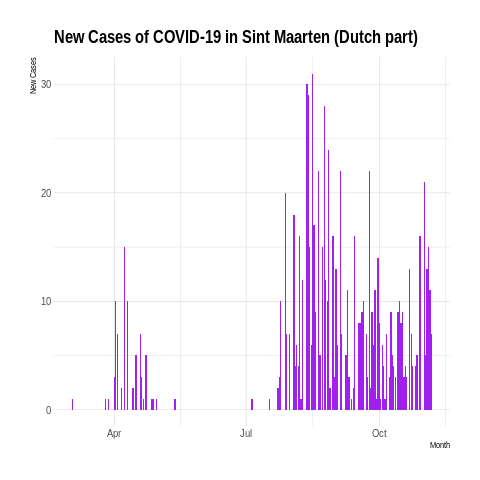 New Cases of COVID-19 in Sint Maarten (Dutch part)
New Cases
30
20
10
0
Apr
Jul
Oct
Month